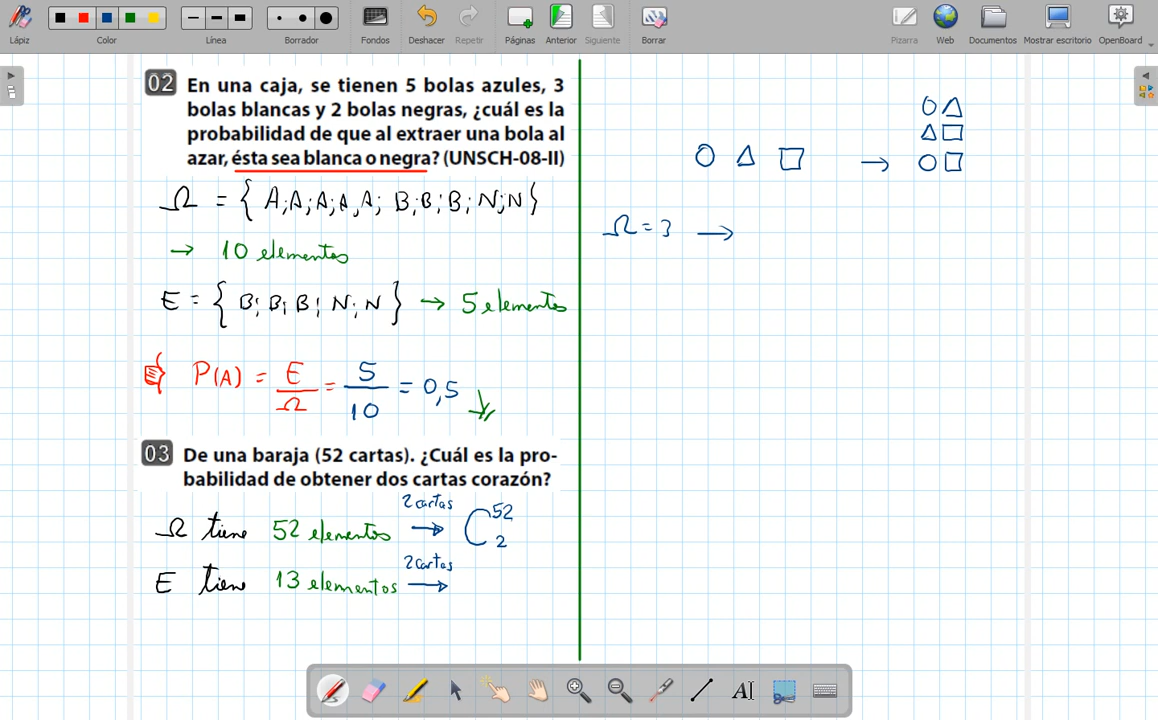 Lápiz Color Línea Borrador Fondos Deshacer Repetir Páginas Anterior Siguiente Borrar Pizarra Web Documentos Mostrar escritorio OpenBoard
02 En una caja, se tienen 5 bolas azules, 3
bolas blancas y 2 bolas negras, ¿cuál es la
probabilidad de que al extraer una bola al
azar, ésta sea blanca o negra? (UNSCH-08-II)
Ω = { A;A;A;A,A; B;B;B; N;N }
→ 10 elementos
E = { B; B; B; N; N } → 5 elementos
P(A) = E/Ω = 5/10 = 0,5
03 De una baraja (52 cartas). ¿Cuál es la pro-
babilidad de obtener dos cartas corazón?
2 cartas
Ω tiene 52 elementos → C 52 2
2 cartas
E tiene 13 elementos →
○ △
△ □
○ △ □ → ○ □
Ω = 3 →
AI